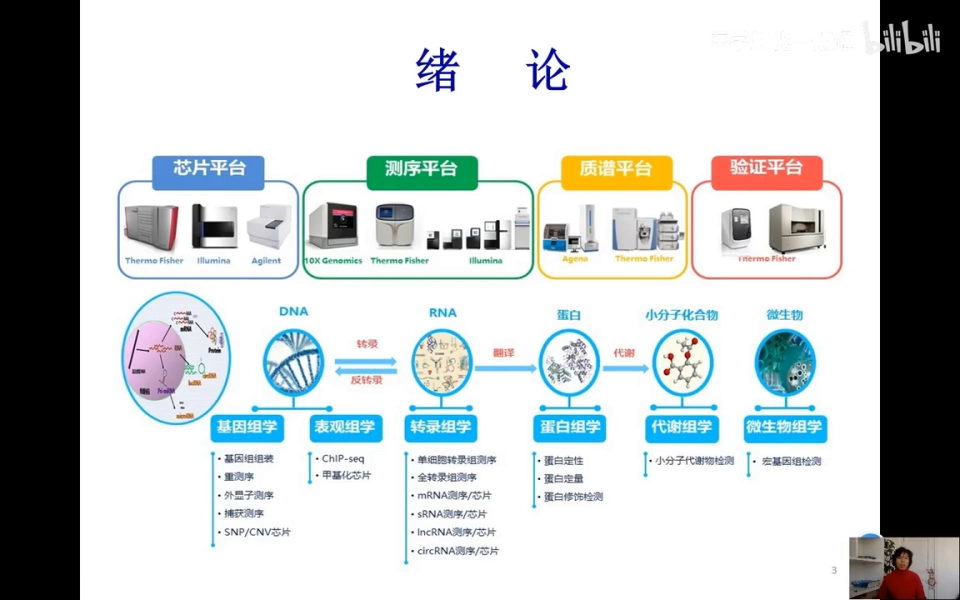 bilibili
绪 论
芯片平台
测序平台
质谱平台
验证平台
Thermo Fisher
Illumina
Agilent
10X Genomics
Thermo Fisher
Illumina
Agena
Thermo Fisher
Thermo Fisher
DNA
RNA
蛋白
小分子化合物
微生物
转录
反转录
翻译
代谢
mRNA
RNA
Protein
基因组学
表观组学
转录组学
蛋白组学
代谢组学
微生物组学
• 基因组组装
• 重测序
• 外显子测序
• 捕获测序
• SNP/CNV芯片
• ChIP-seq
• 甲基化芯片
• 单细胞转录组测序
• 全转录组测序
• mRNA测序/芯片
• sRNA测序/芯片
• lncRNA测序/芯片
• circRNA测序/芯片
• 蛋白定性
• 蛋白定量
• 蛋白修饰检测
• 小分子代谢物检测
• 宏基因组检测
3